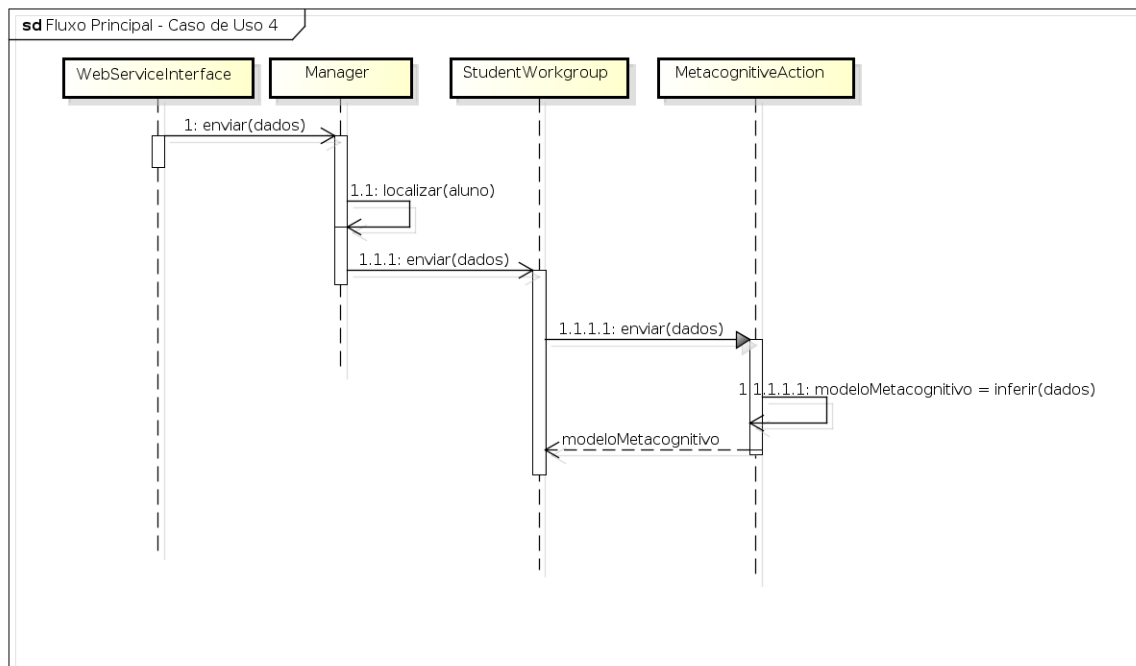 sd Fluxo Principal - Caso de Uso 4
WebServiceInterface
Manager
StudentWorkgroup
MetacognitiveAction
1: enviar(dados)
1.1: localizar(aluno)
1.1.1: enviar(dados)
1.1.1.1: enviar(dados)
1.1.1.1.1: modeloMetacognitivo = inferir(dados)
modeloMetacognitivo